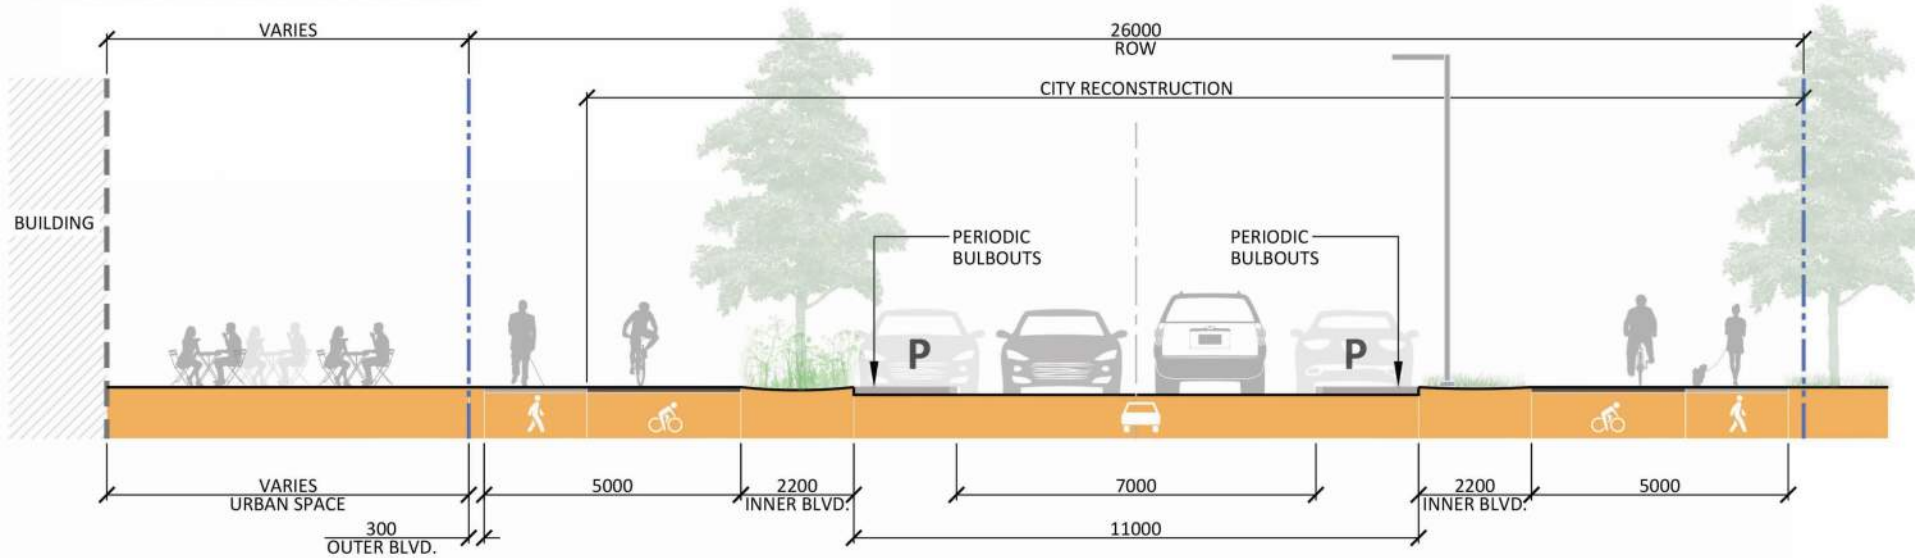 VARIES
26000
ROW
CITY RECONSTRUCTION
BUILDING
PERIODIC
BULBOUTS
PERIODIC
BULBOUTS
P
P
VARIES
URBAN SPACE
5000
2200
INNER BLVD.
7000
2200
INNER BLVD.
5000
300
OUTER BLVD.
11000